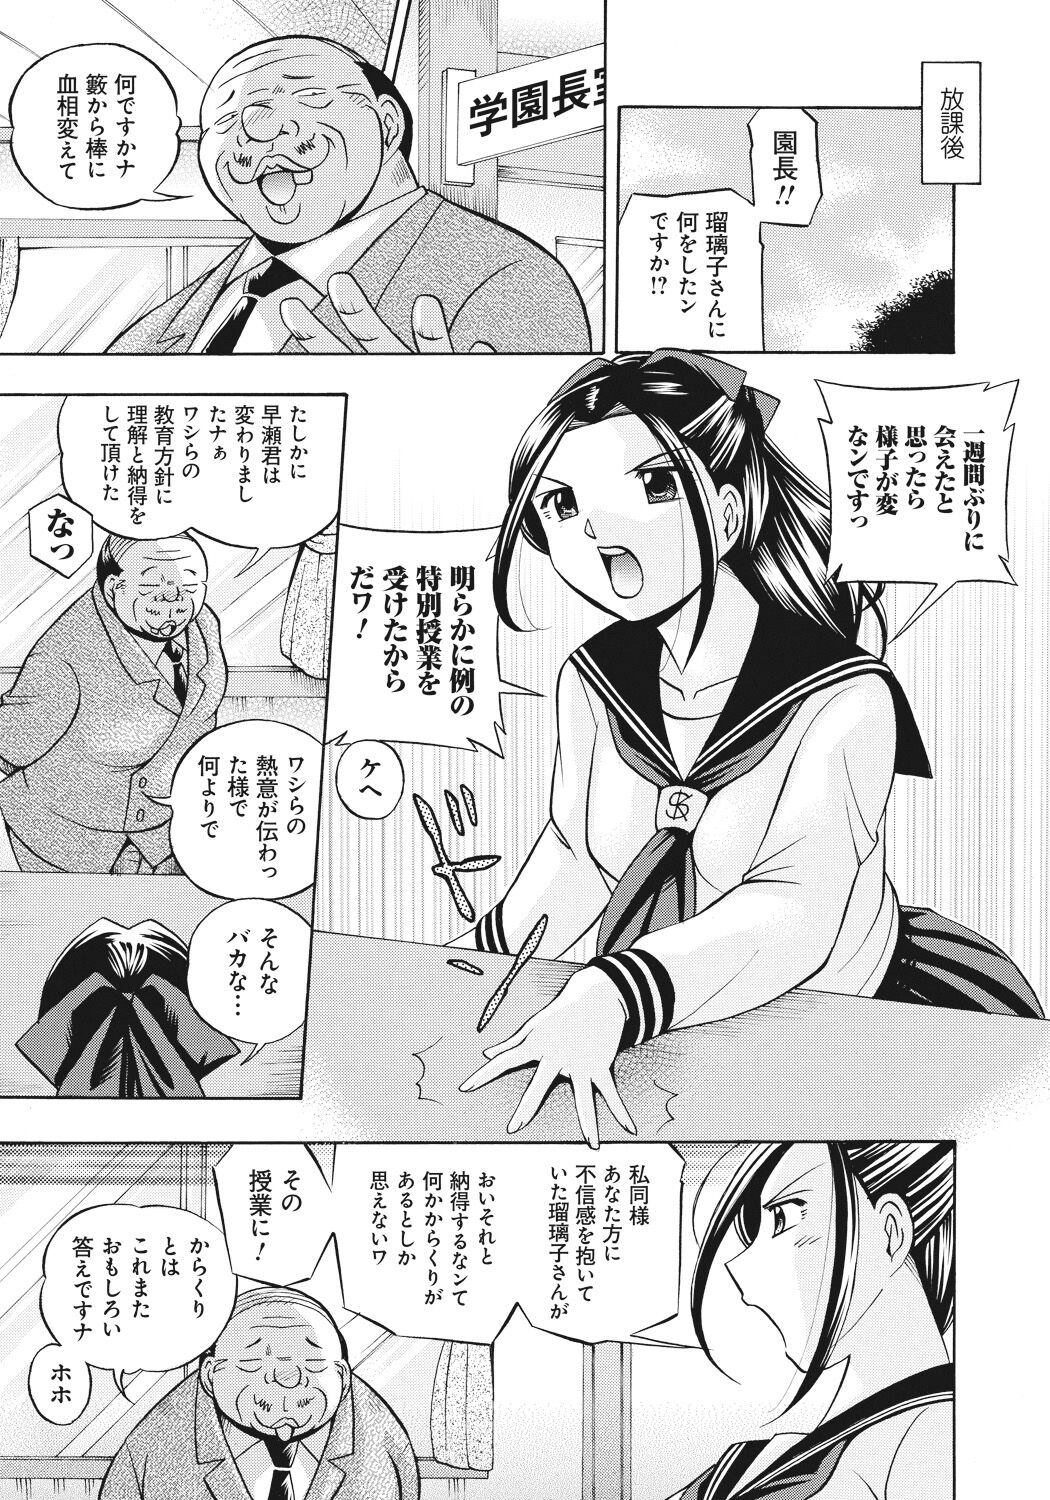 放課後
園長!!
瑠璃子さんに
何をしたン
ですか!?
学園長室
何ですかナ
籔から棒に
血相変えて
一週間ぶりに
会えたと
思ったら
様子が変
なンですっ
明らかに例の
特別授業を
受けたから
だワ!
ケヘ
ドン
たしかに
早瀬君は
変わりまし
たナぁ
ワシらの
教育方針に
理解と納得を
して頂けた
なっ
ワシらの
熱意が伝わっ
た様で
何よりで
そんな
バカな…
私同様
あなた方に
不信感を抱いて
いた瑠璃子さんが
おいそれと
納得するなンて
何かからくりが
あるとしか
思えないワ
その
授業に!
からくり
とは
これまた
おもしろい
答えですナ
ホホ